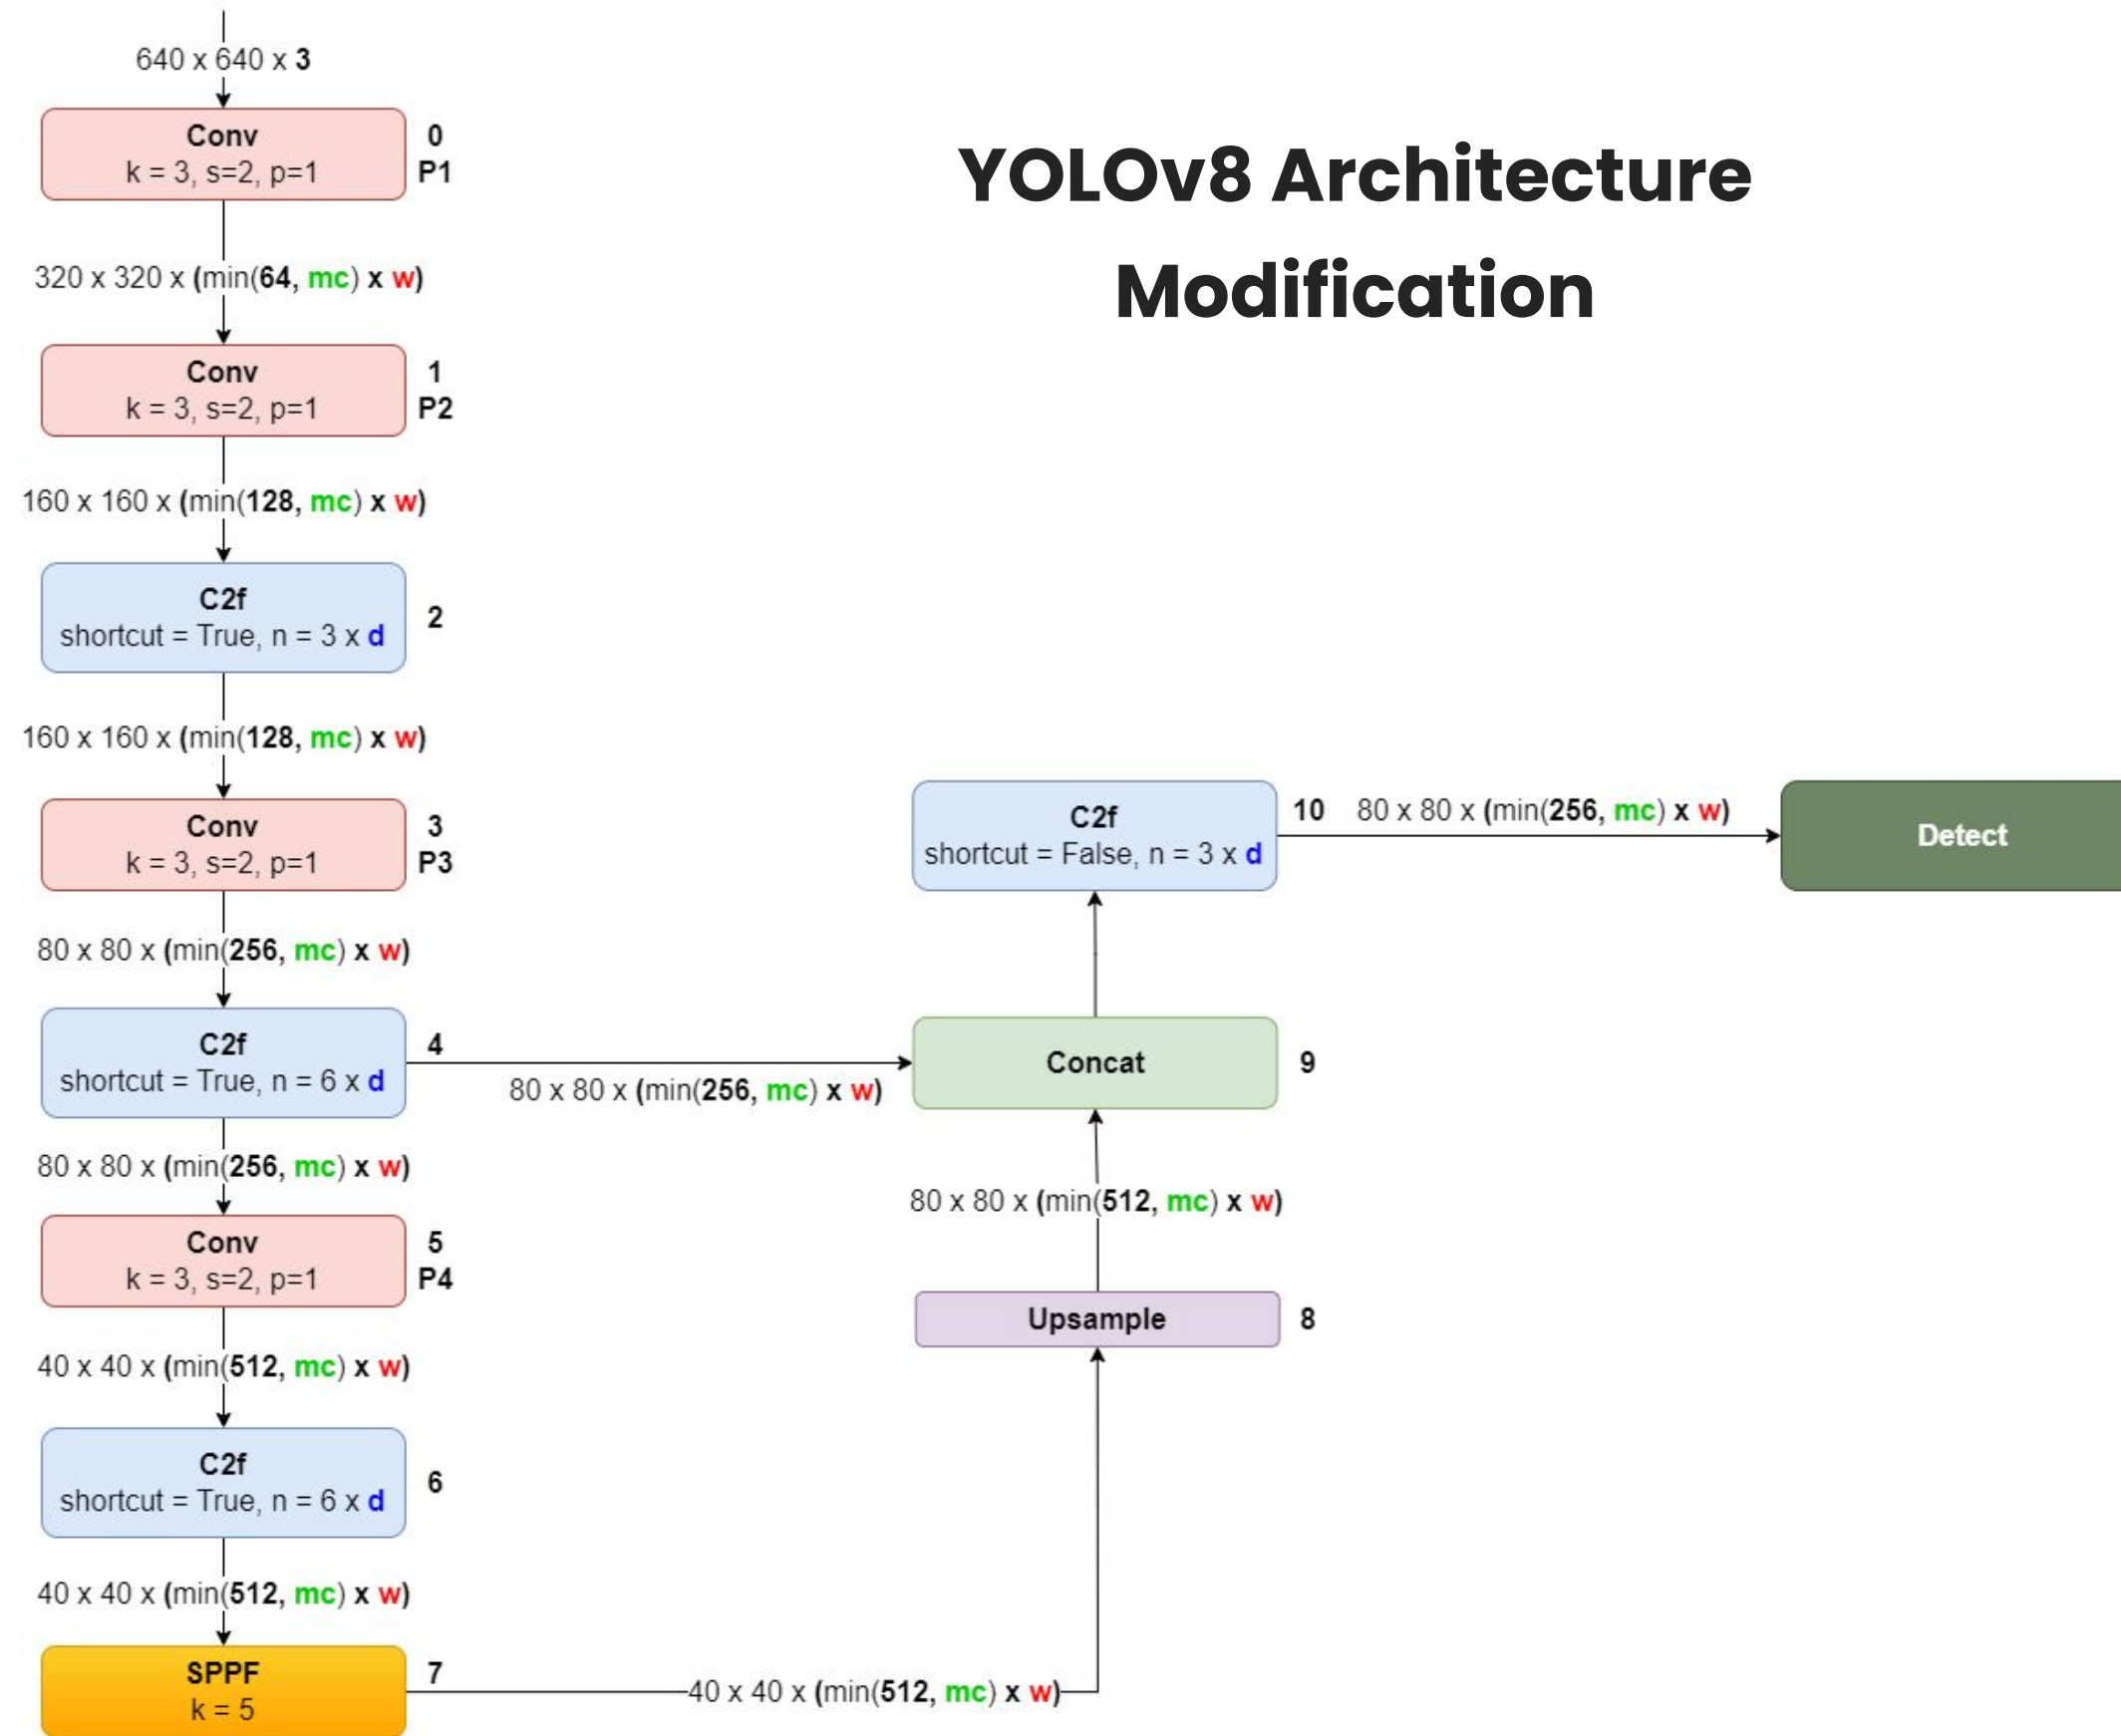 YOLOv8 Architecture
Modification
640 x 640 x 3
Conv
k = 3, s=2, p=1
0
P1
320 x 320 x (min(64, mc) x w)
Conv
k = 3, s=2, p=1
1
P2
160 x 160 x (min(128, mc) x w)
C2f
shortcut = True, n = 3 x d
2
160 x 160 x (min(128, mc) x w)
Conv
k = 3, s=2, p=1
3
P3
80 x 80 x (min(256, mc) x w)
C2f
shortcut = True, n = 6 x d
4
80 x 80 x (min(256, mc) x w)
80 x 80 x (min(256, mc) x w)
Conv
k = 3, s=2, p=1
5
P4
40 x 40 x (min(512, mc) x w)
C2f
shortcut = True, n = 6 x d
6
40 x 40 x (min(512, mc) x w)
SPPF
k = 5
7
40 x 40 x (min(512, mc) x w)
Upsample
8
80 x 80 x (min(512, mc) x w)
Concat
9
C2f
shortcut = False, n = 3 x d
10
80 x 80 x (min(256, mc) x w)
Detect